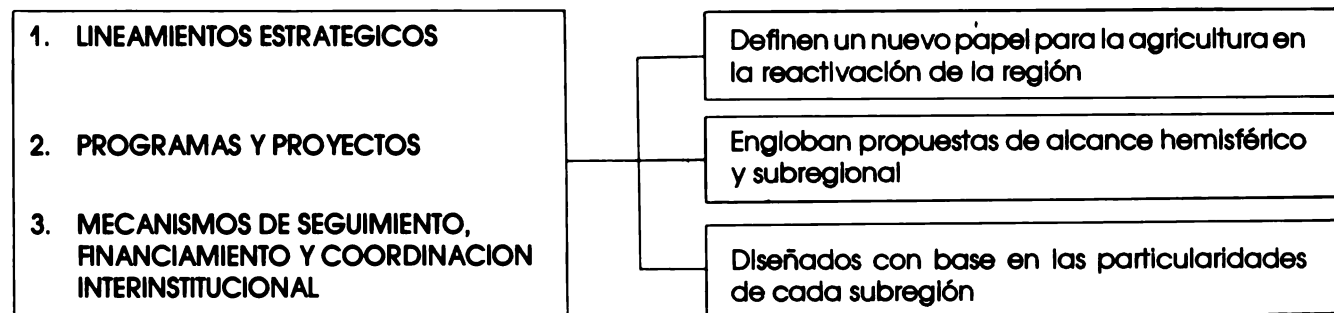 1. LINEAMIENTOS ESTRATEGICOS
2. PROGRAMAS Y PROYECTOS
3. MECANISMOS DE SEGUIMIENTO,
FINANCIAMIENTO Y COORDINACION
INTERINSTITUCIONAL
Definen un nuevo papel para la agricultura en
la reactivación de la región
Engloban propuestas de alcance hemisférico
y subregional
Diseñados con base en las particularidades
de cada subregión